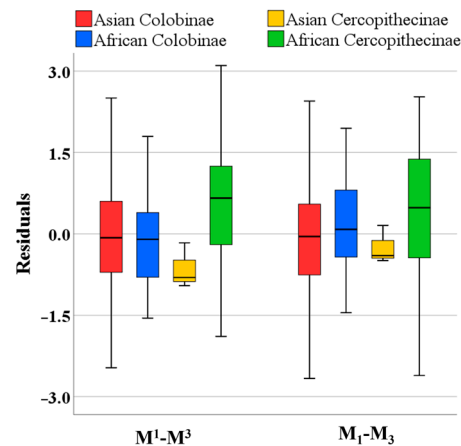 Asian Colobinae Asian Cercopithecinae
African Colobinae African Cercopithecinae
3.0
1.5
0.0
-1.5
-3.0
Residuals
M¹-M³ M₁-M₃